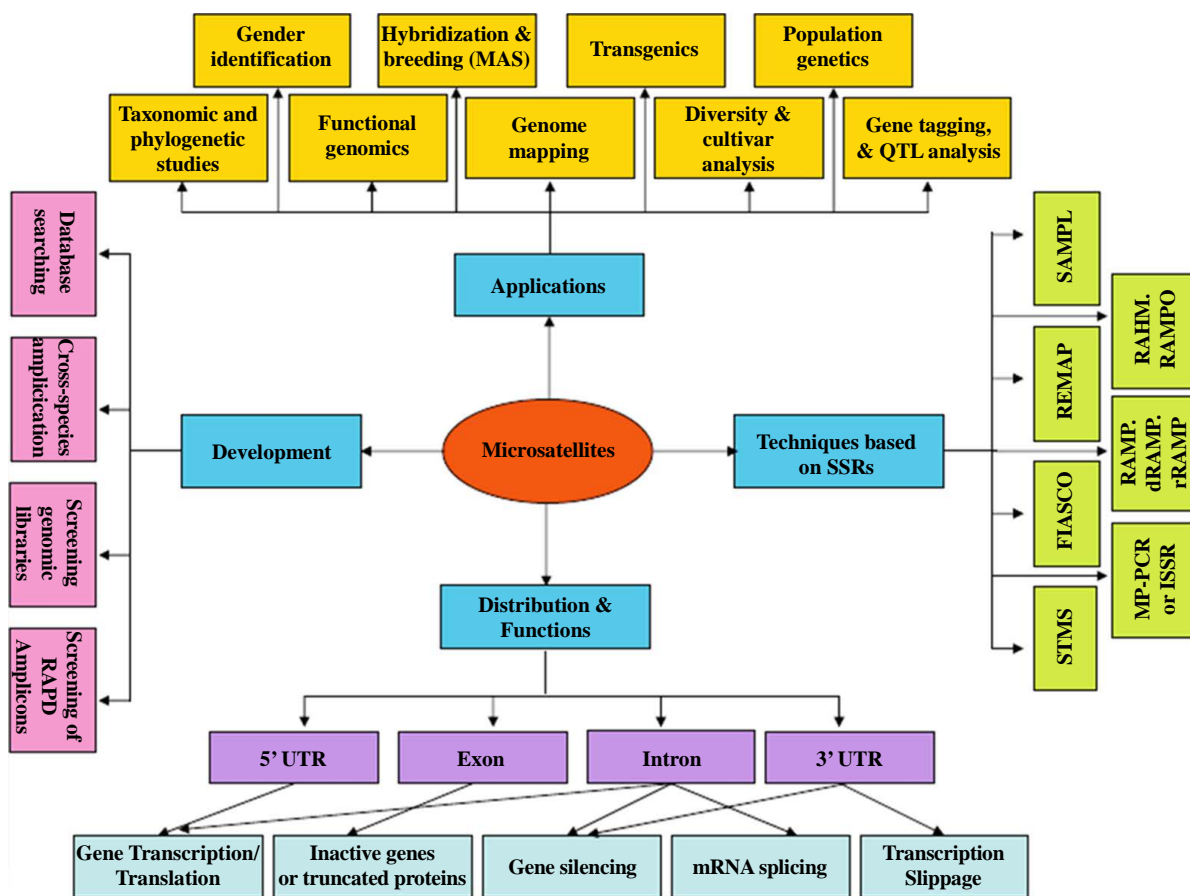 Gender
identification
Hybridization &
breeding (MAS)
Transgenics
Population
genetics
Taxonomic and
phylogenetic
studies
Functional
genomics
Genome
mapping
Diversity &
cultivar
analysis
Gene tagging,
& QTL analysis
Database
searching
Cross-species
amplicication
Screening
genomic
libraries
Screening of
RAPD
Amplicons
Applications
Development
Microsatellites
Techniques based
on SSRs
Distribution &
Functions
SAMPL
RAHM.
RAMPO
REMAP
RAMP.
dRAMP.
rRAMP
FIASCO
MP-PCR
or ISSR
STMS
5’ UTR
Exon
Intron
3’ UTR
Gene Transcription/
Translation
Inactive genes
or truncated proteins
Gene silencing
mRNA splicing
Transcription
Slippage